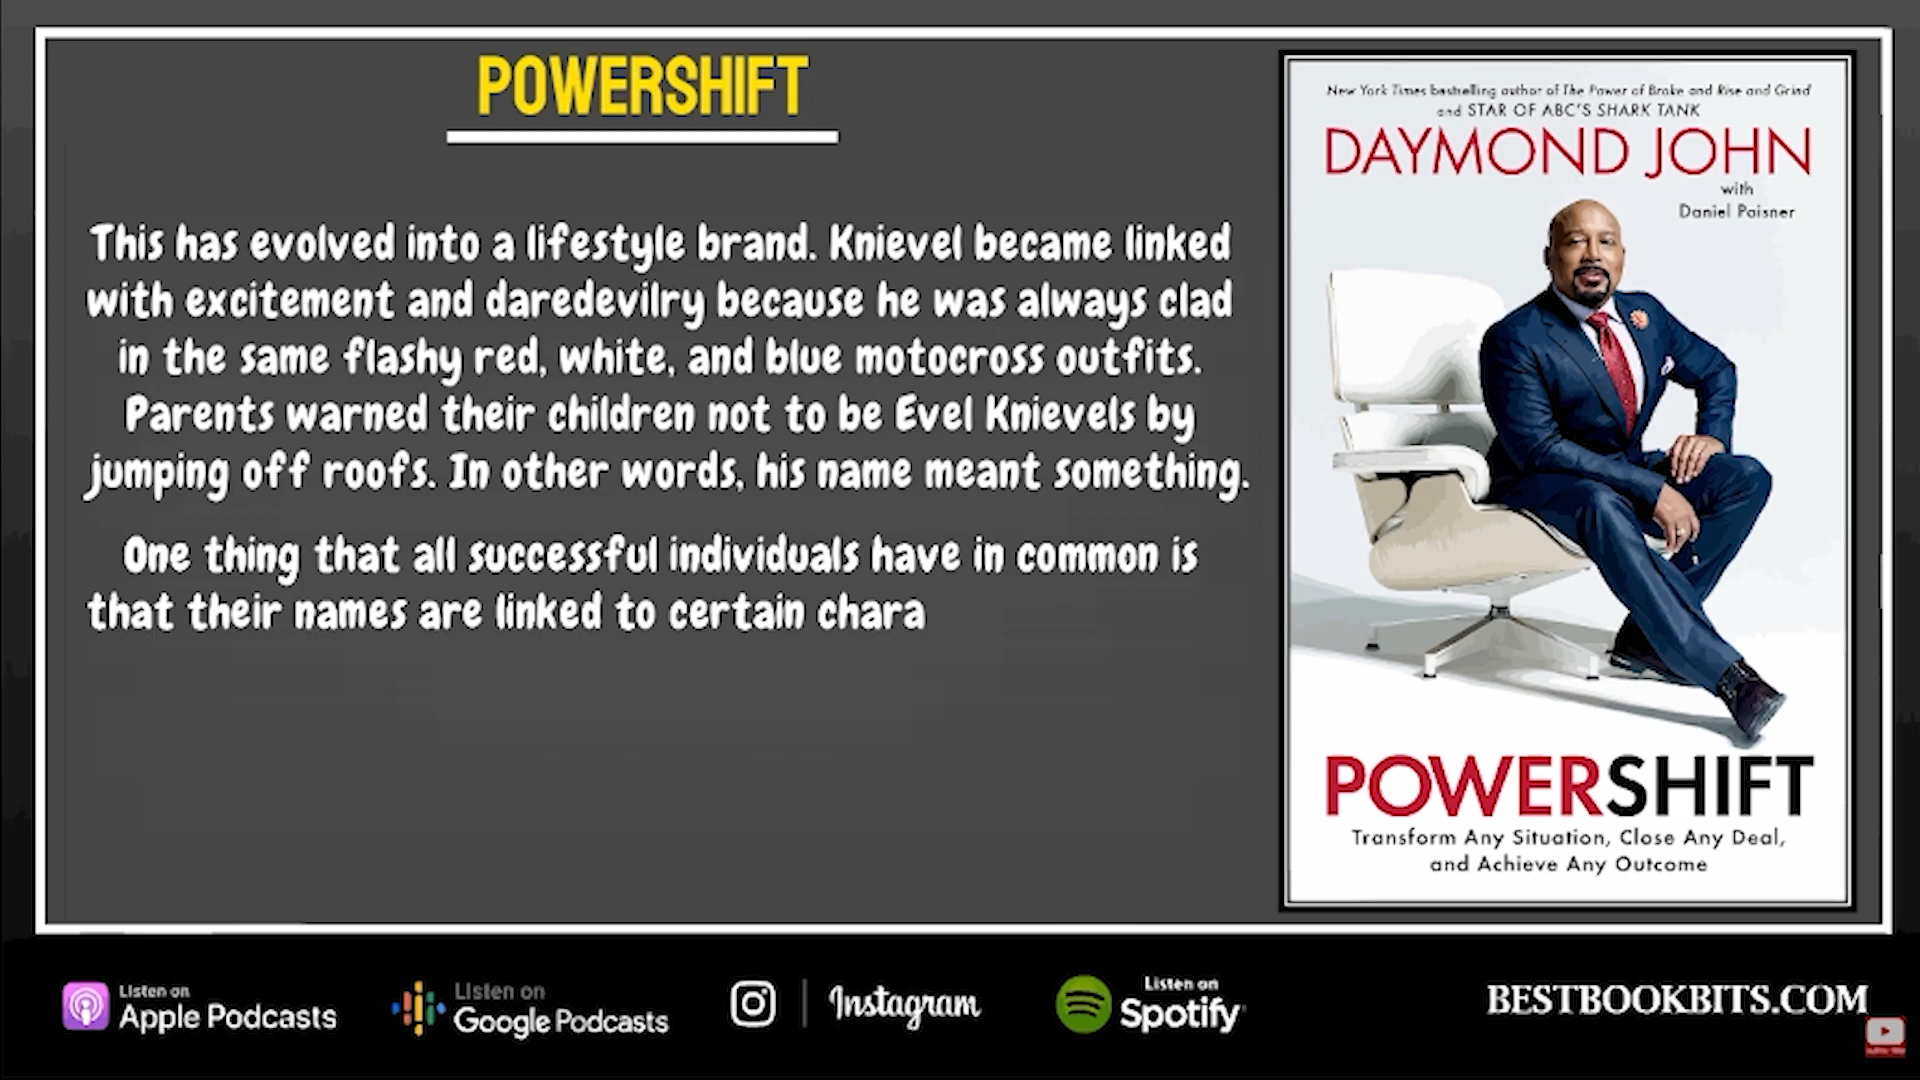 POWERSHIFT
This has evolved into a lifestyle brand. Knievel became linked
with excitement and daredevilry because he was always clad
in the same flashy red, white, and blue motocross outfits.
Parents warned their children not to be Evel Knievels by
jumping off roofs. In other words, his name meant something.
One thing that all successful individuals have in common is
that their names are linked to certain chara
New York Times bestselling author of The Power of Broke and Rise and Grind
and STAR OF ABC'S SHARK TANK
DAYMOND JOHN
with
Daniel Paisner
POWERSHIFT
Transform Any Situation, Close Any Deal,
and Achieve Any Outcome
Listen on
Apple Podcasts
Listen on
Google Podcasts
Instagram
Listen on
Spotify
BESTBOOKBITS.COM